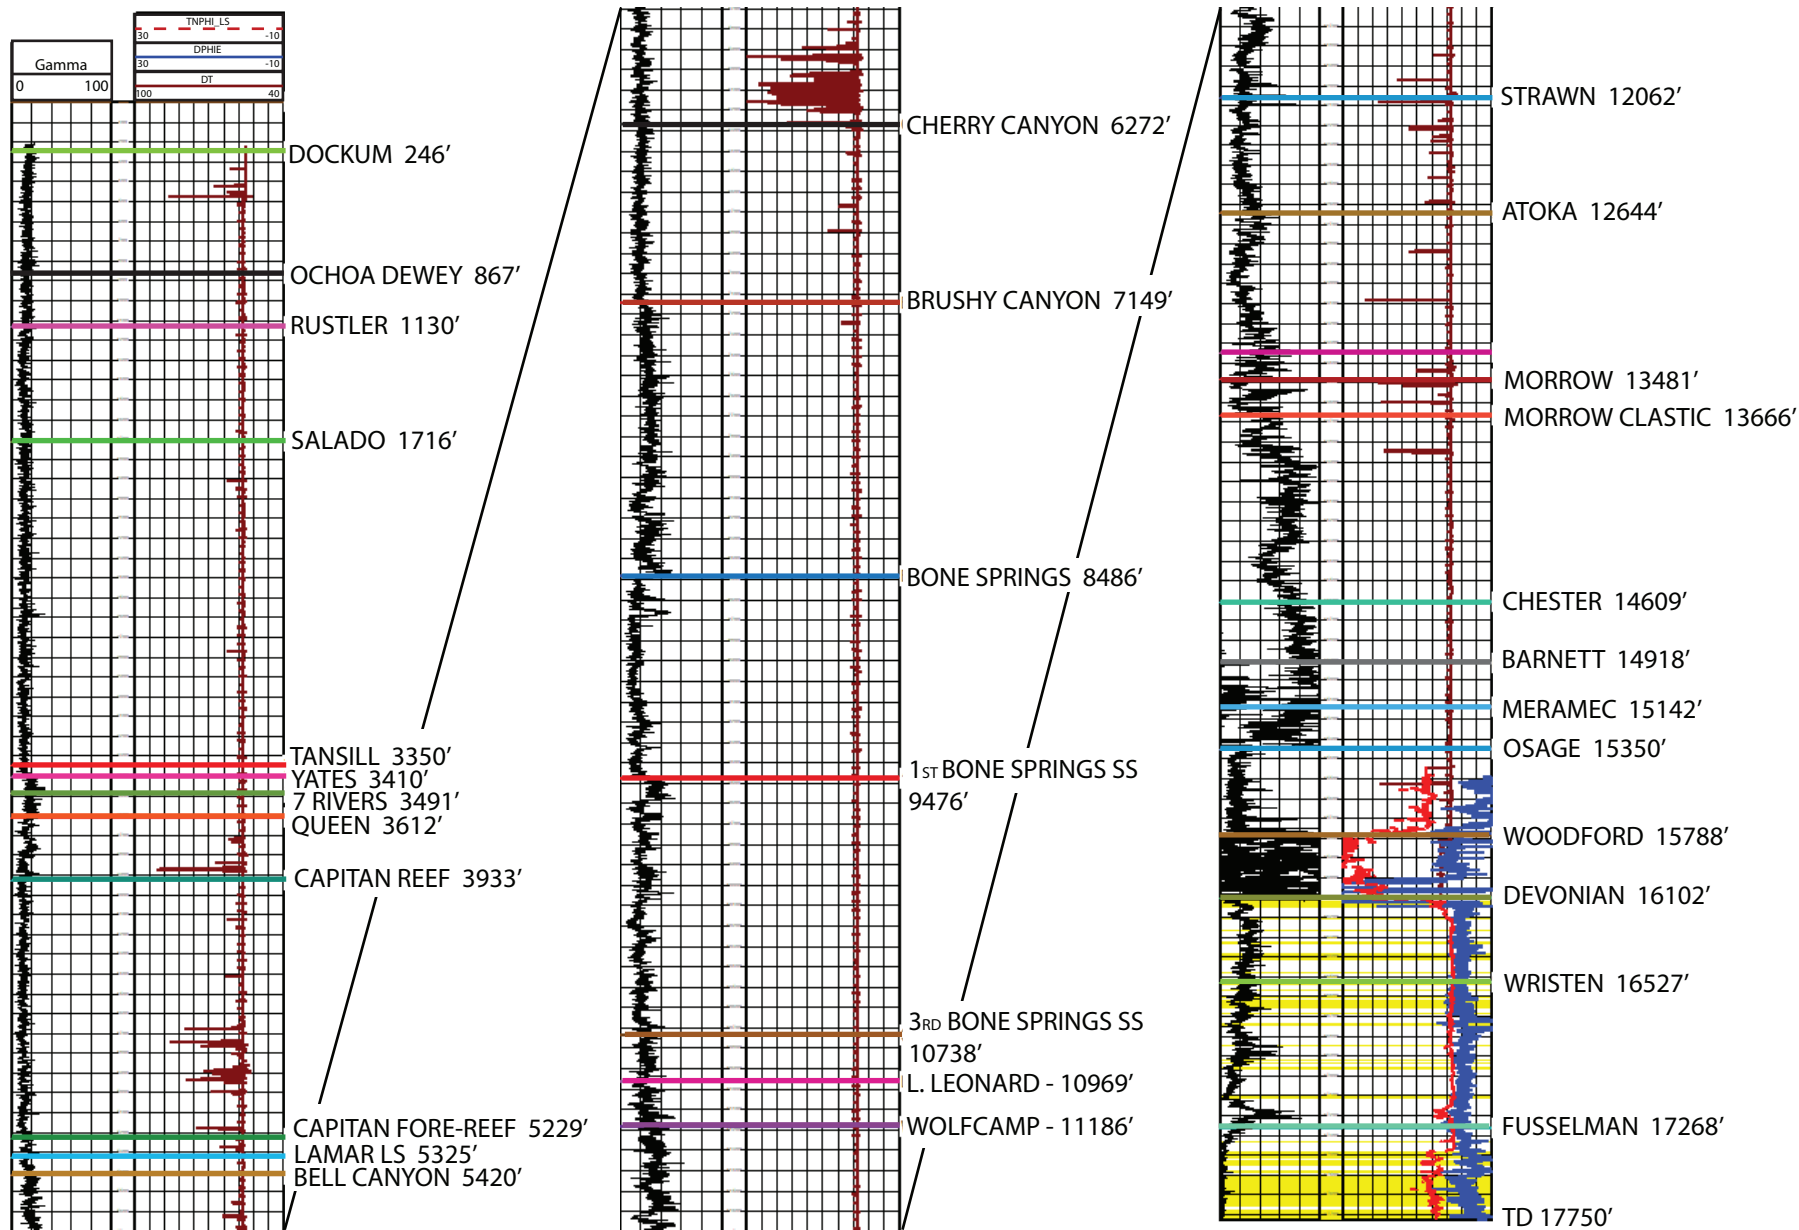 TNPHI_LS
30 -10
DPHIE
30 -10
DT
100 40
Gamma
0 100
DOCKUM 246'
OCHOA DEWEY 867'
RUSTLER 1130'
SALADO 1716'
TANSILL 3350'
YATES 3410'
7 RIVERS 3491'
QUEEN 3612'
CAPITAN REEF 3933'
CAPITAN FORE-REEF 5229'
LAMAR LS 5325'
BELL CANYON 5420'
CHERRY CANYON 6272'
BRUSHY CANYON 7149'
BONE SPRINGS 8486'
1ST BONE SPRINGS SS
9476'
3RD BONE SPRINGS SS
10738'
L. LEONARD - 10969'
WOLFCAMP - 11186'
STRAWN 12062'
ATOKA 12644'
MORROW 13481'
MORROW CLASTIC 13666'
CHESTER 14609'
BARNETT 14918'
MERAMEC 15142'
OSAGE 15350'
WOODFORD 15788'
DEVONIAN 16102'
WRISTEN 16527'
FUSSELMAN 17268'
TD 17750'